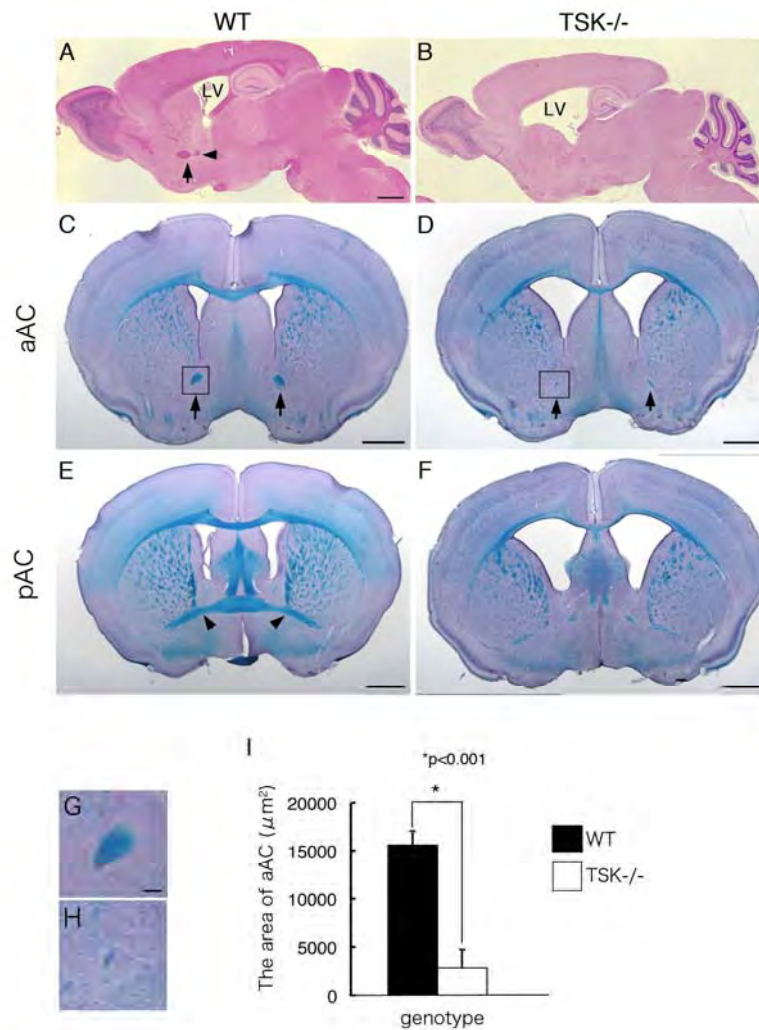 WT TSK-/-
A B
LV LV
C D
aAC
E F
pAC
G
H
I
*p<0.001
*
20000
15000
10000
5000
0
The area of aAC (μm²)
genotype
WT
TSK-/-